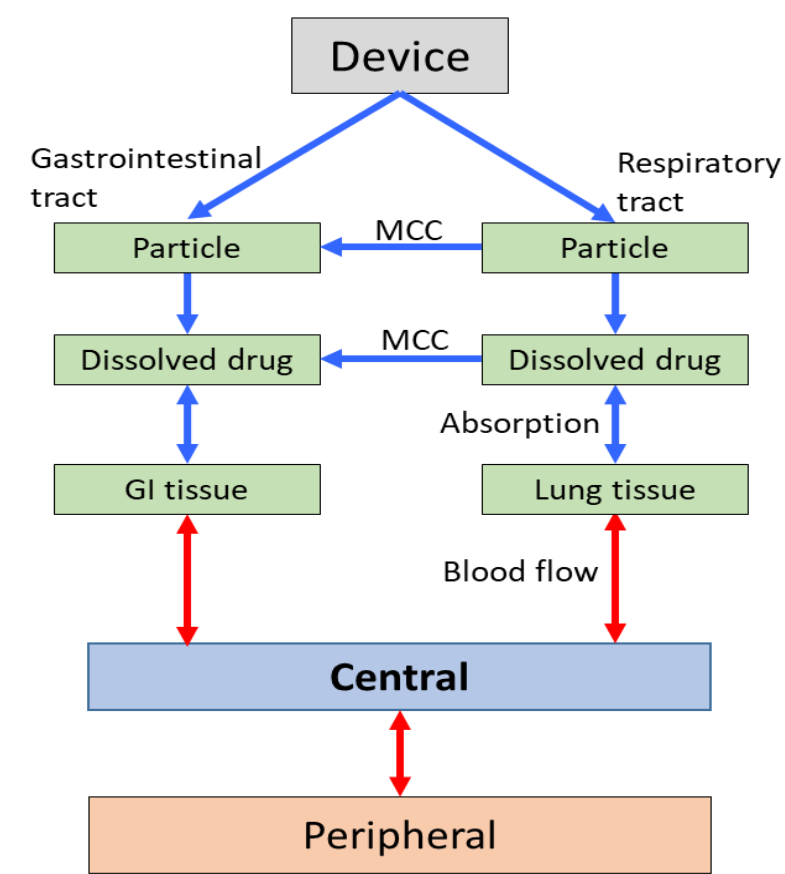 Device
Gastrointestinal
tract
Respiratory
tract
MCC
Particle
Particle
MCC
Dissolved drug
Dissolved drug
Absorption
GI tissue
Lung tissue
Blood flow
Central
Peripheral